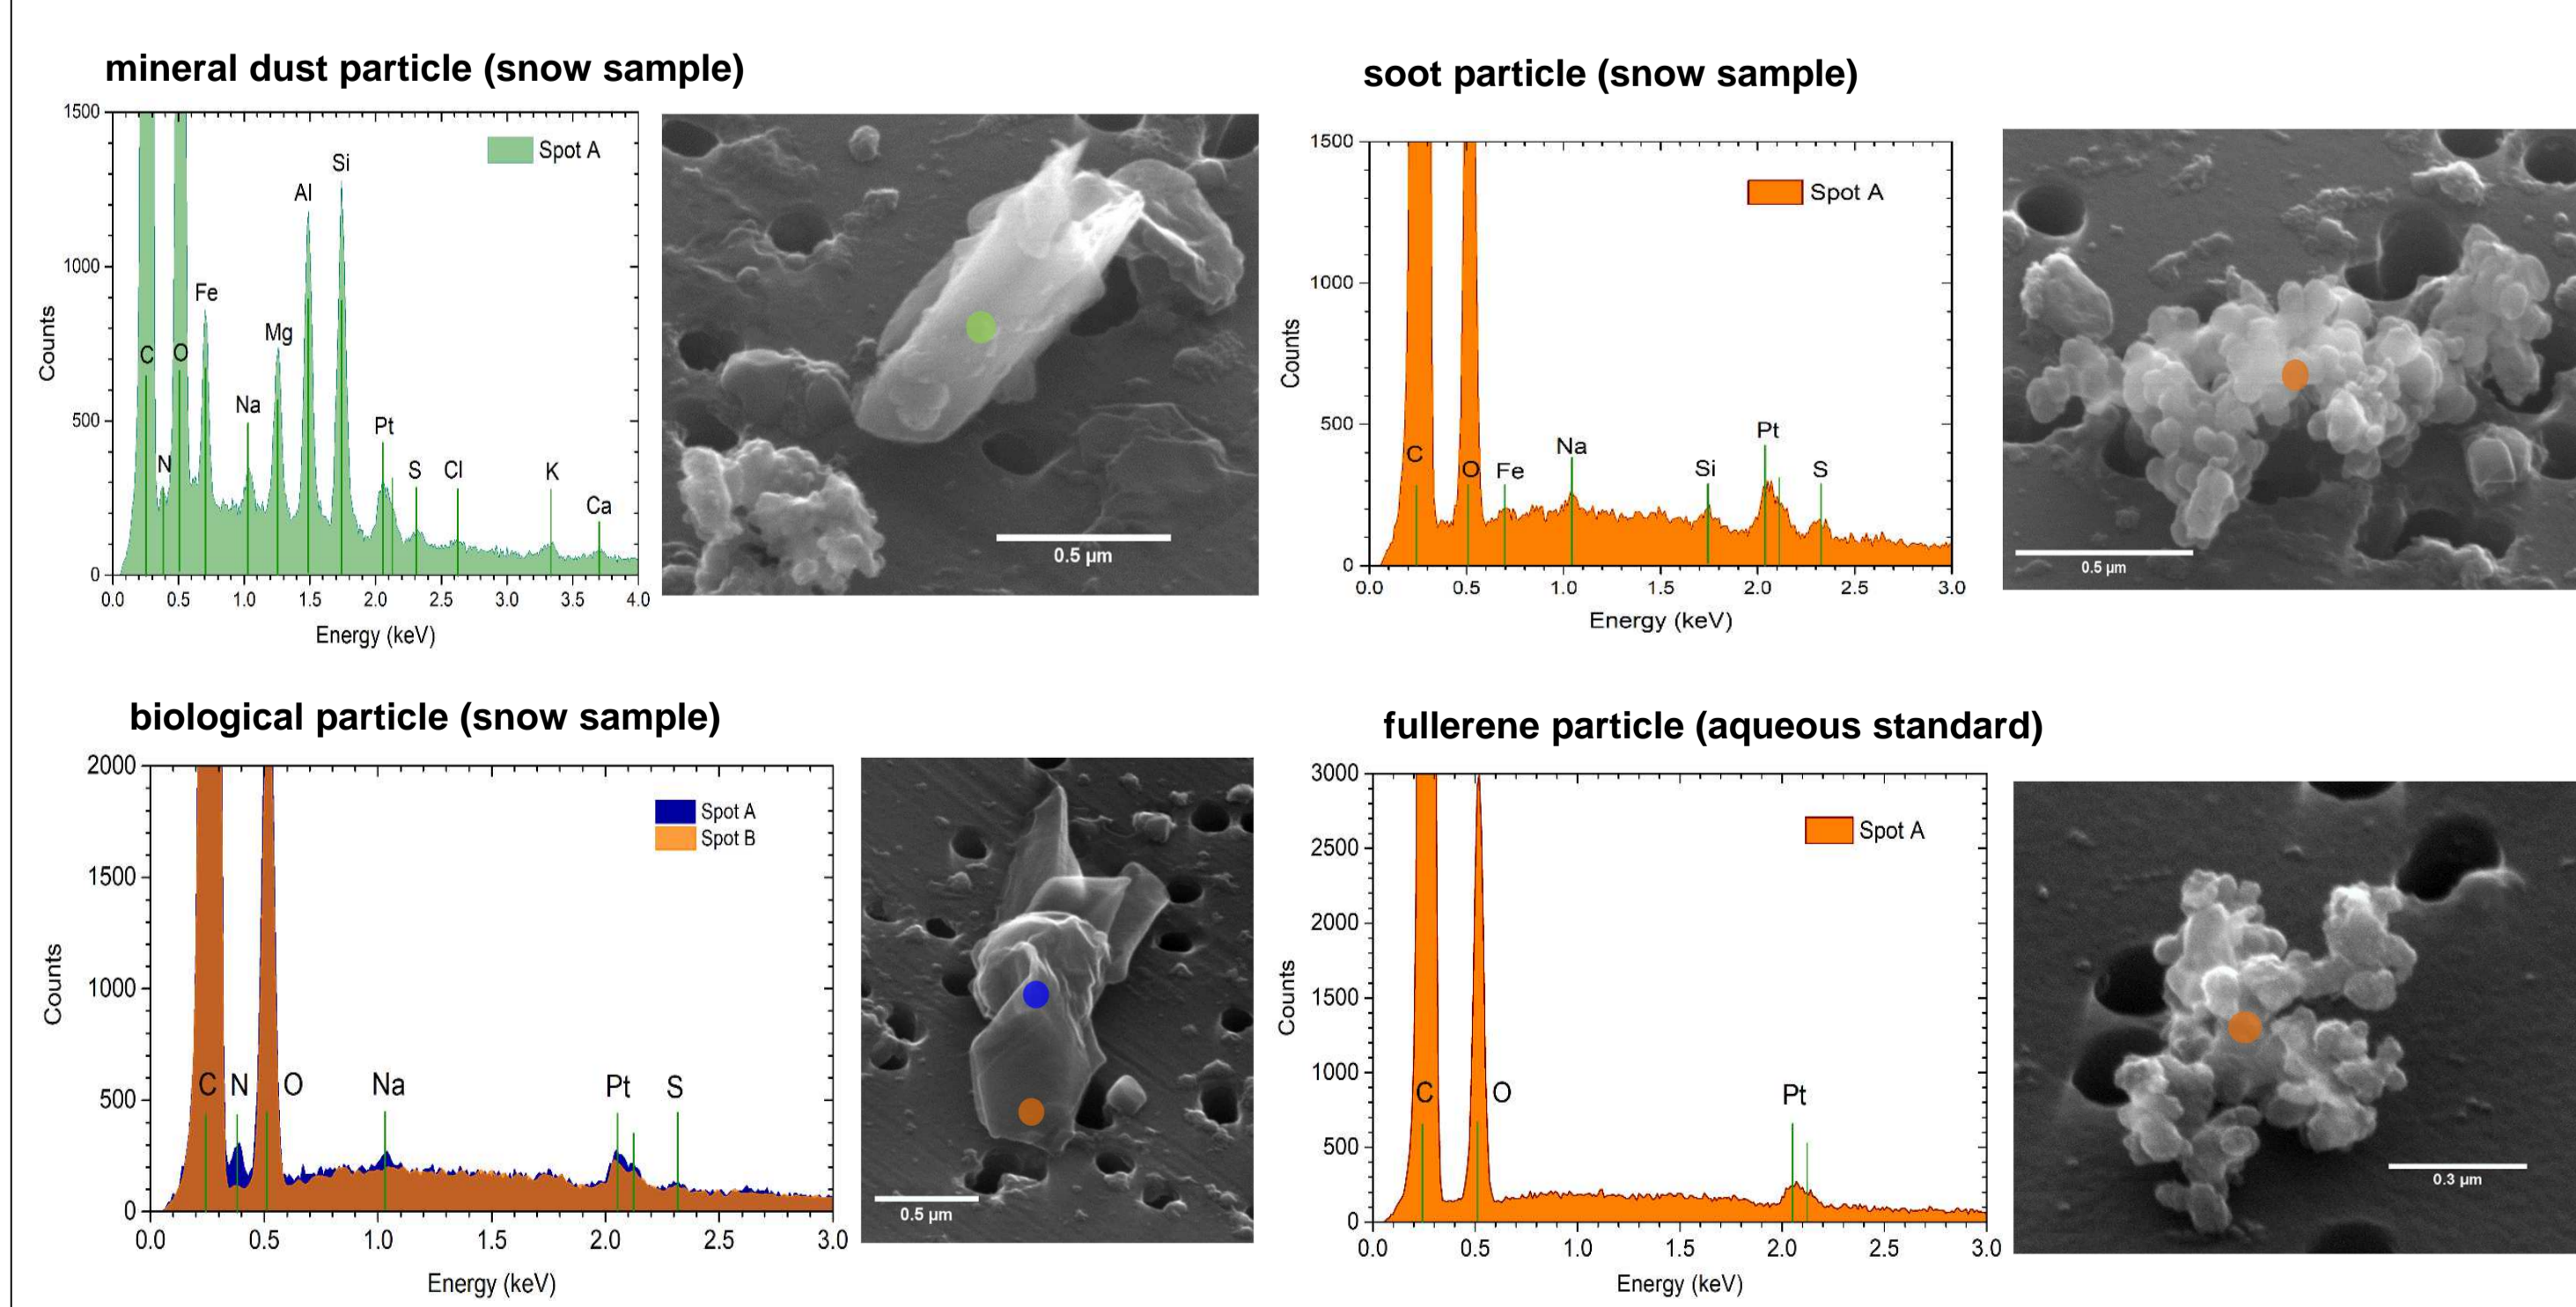 mineral dust particle (snow sample)
1500
1000
500
0
Counts
C
N
O
Fe
Na
Mg
Al
Si
Pt
S
Cl
K
Ca
Spot A
0.0 0.5 1.0 1.5 2.0 2.5 3.0 3.5 4.0
Energy (keV)
0.5 µm
soot particle (snow sample)
1500
1000
500
0
Counts
C
O
Fe
Na
Si
Pt
S
Spot A
0.0 0.5 1.0 1.5 2.0 2.5 3.0
Energy (keV)
0.5 µm
biological particle (snow sample)
2000
1500
1000
500
0
Counts
Spot A
Spot B
C N O Na Pt S
0.0 0.5 1.0 1.5 2.0 2.5 3.0
Energy (keV)
0.5 µm
fullerene particle (aqueous standard)
3000
2500
2000
1500
1000
500
0
Counts
Spot A
C O Pt
0.0 0.5 1.0 1.5 2.0 2.5 3.0
Energy (keV)
0.3 µm